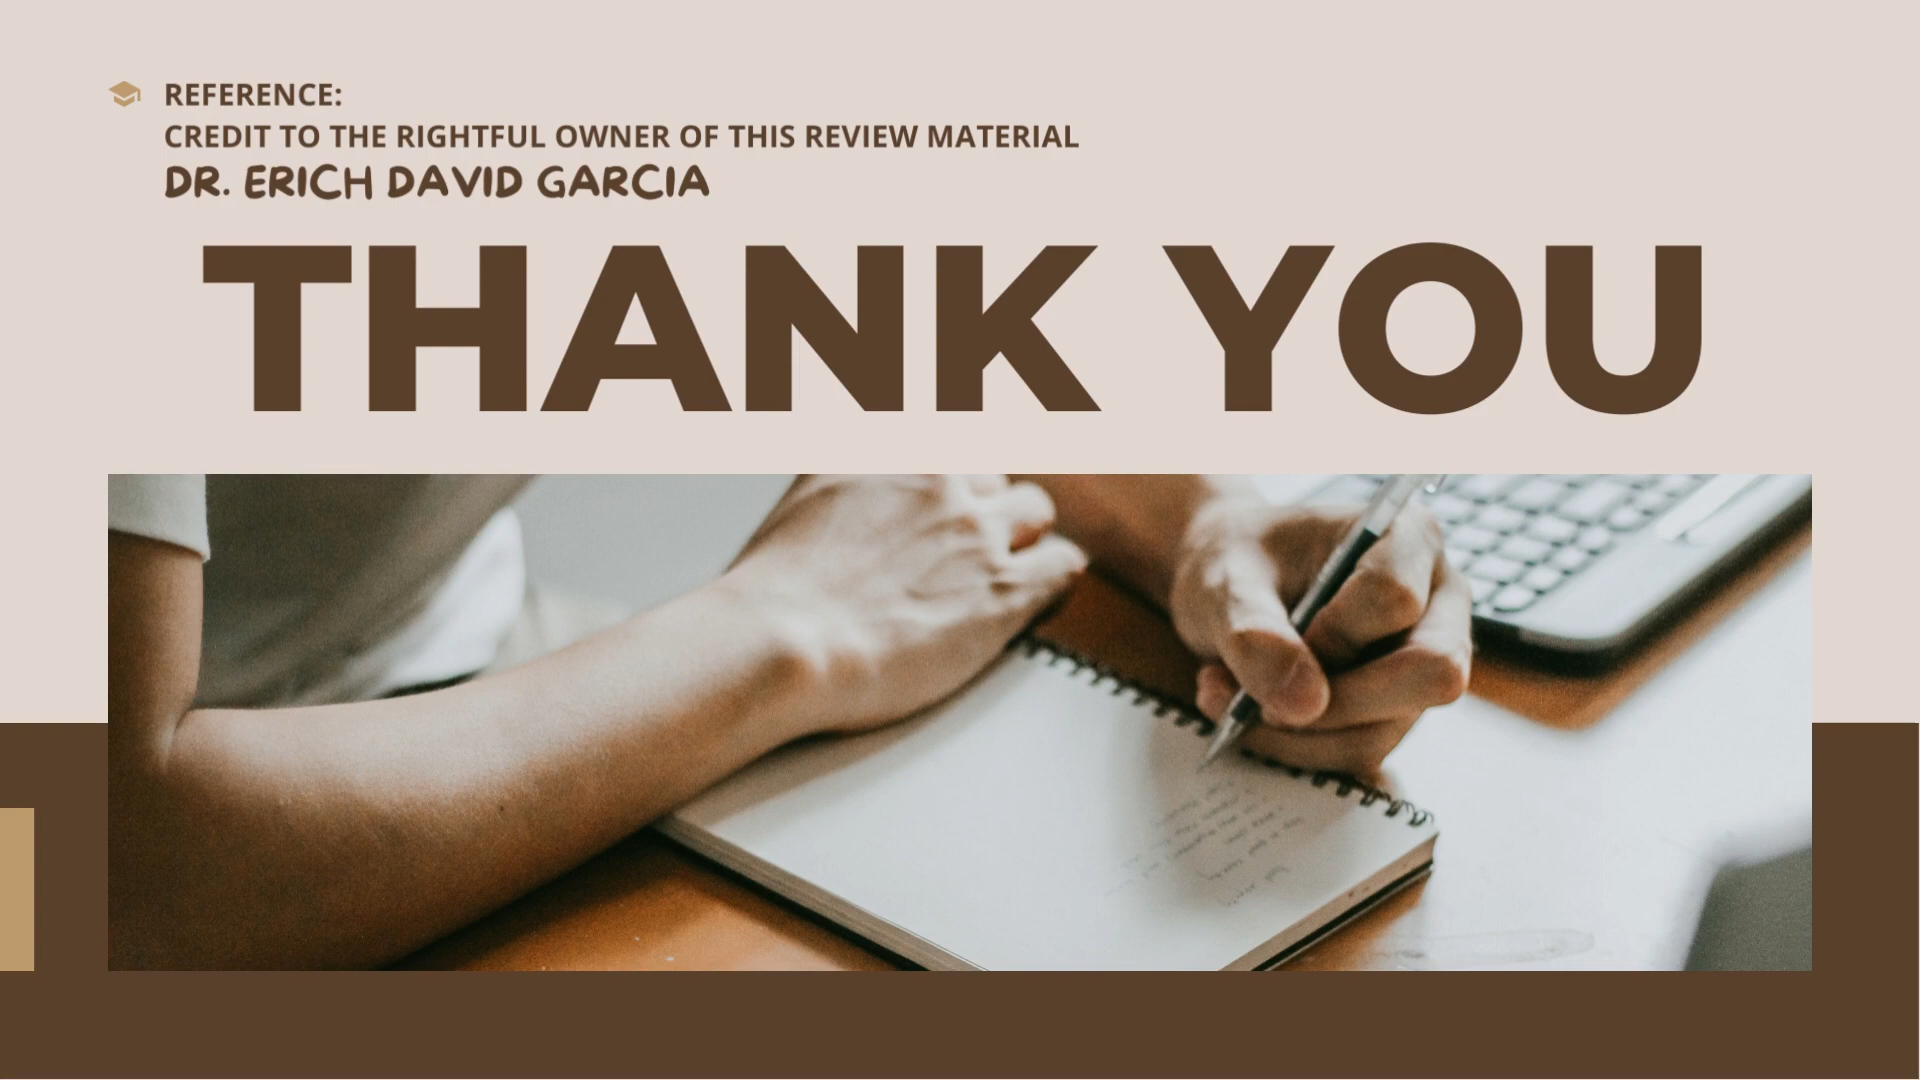 REFERENCE:
CREDIT TO THE RIGHTFUL OWNER OF THIS REVIEW MATERIAL
DR. ERICH DAVID GARCIA
THANK YOU